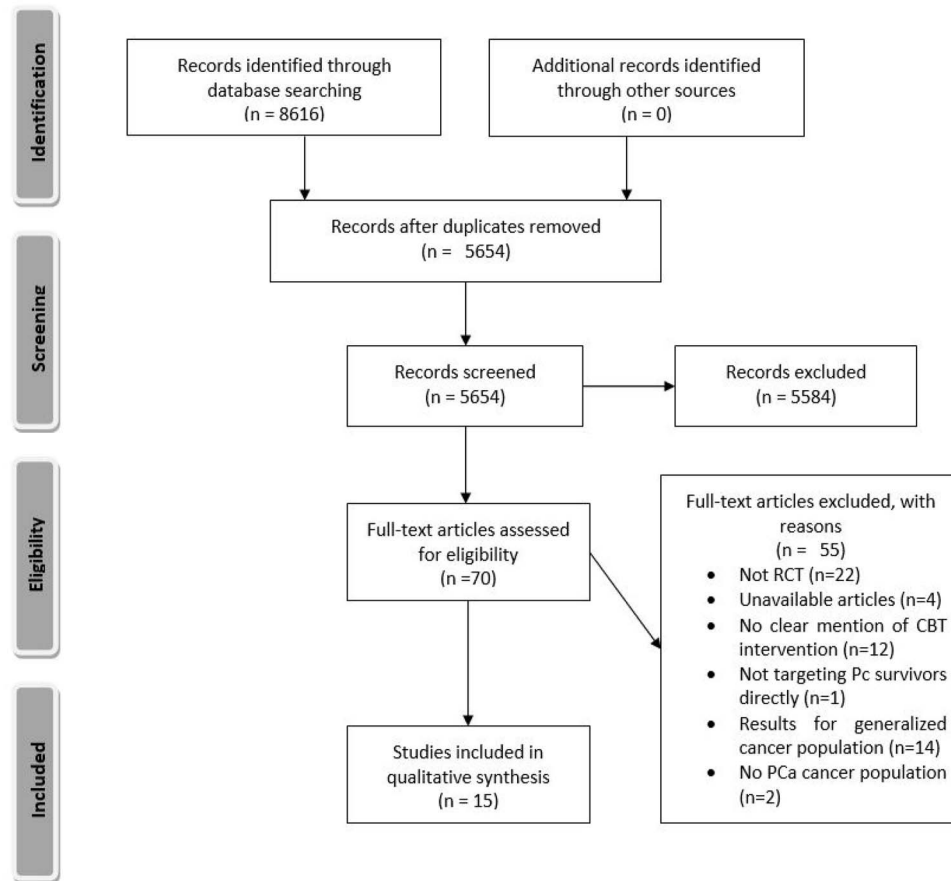 Identification
Records identified through
database searching
(n = 8616)
Additional records identified
through other sources
(n = 0)
Records after duplicates removed
(n = 5654)
Screening
Records screened
(n = 5654)
Records excluded
(n = 5584)
Eligibility
Full-text articles assessed
for eligibility
(n =70)
Full-text articles excluded, with
reasons
(n = 55)
• Not RCT (n=22)
• Unavailable articles (n=4)
• No clear mention of CBT
intervention (n=12)
• Not targeting Pc survivors
directly (n=1)
• Results for generalized
cancer population (n=14)
• No PCa cancer population
(n=2)
Included
Studies included in
qualitative synthesis
(n = 15)